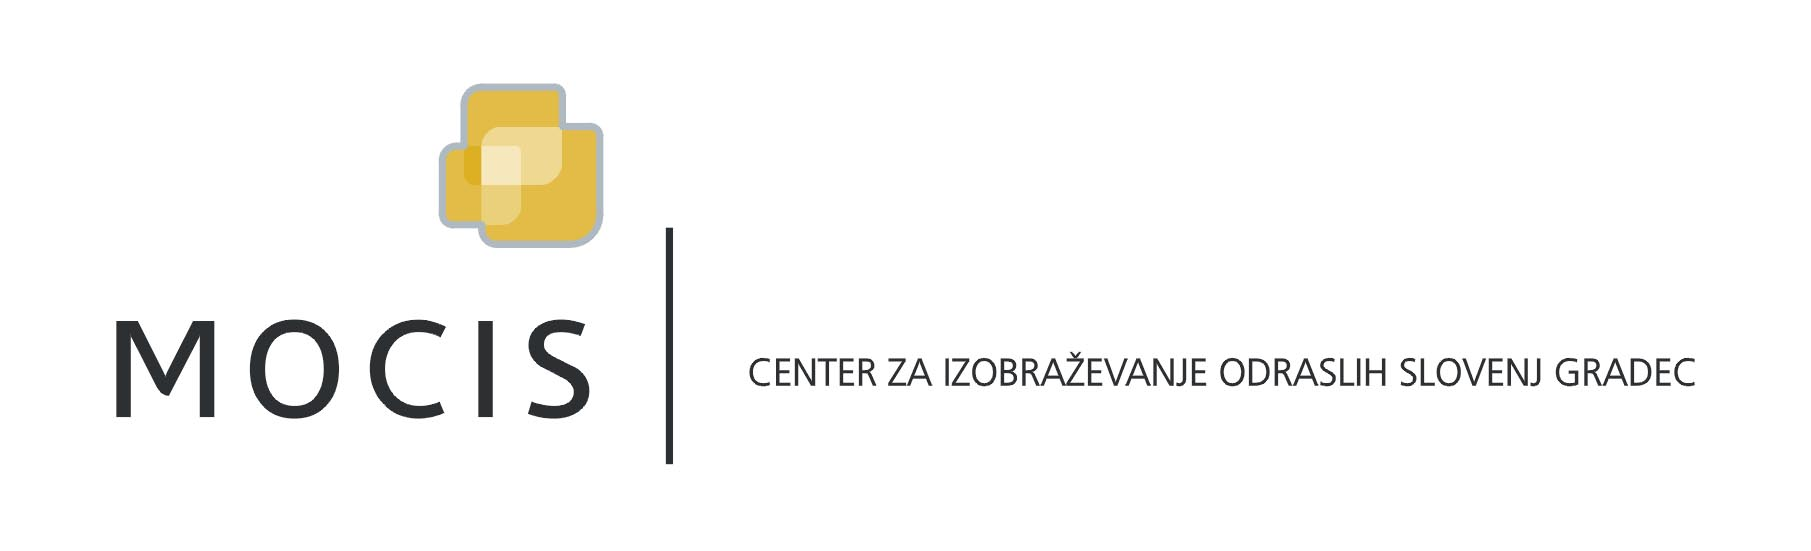 MOCIS
CENTER ZA IZOBRAŽEVANJE ODRASLIH SLOVENJ GRADEC